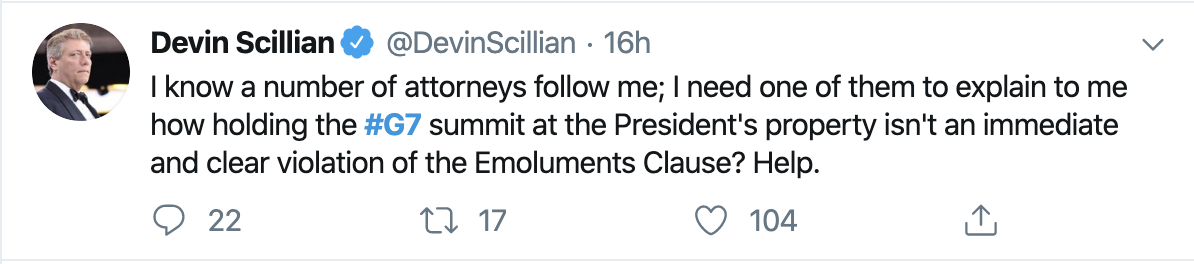 Devin Scillian @DevinScillian · 16h
I know a number of attorneys follow me; I need one of them to explain to me
how holding the #G7 summit at the President's property isn't an immediate
and clear violation of the Emoluments Clause? Help.
22 17 104